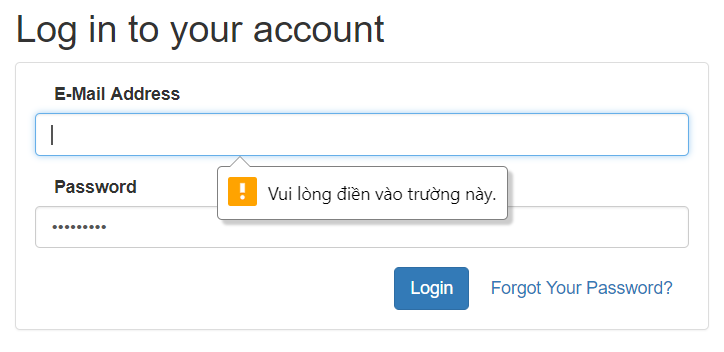 Log in to your account
E-Mail Address
Vui lòng điền vào trường này.
Password
•••••••••
Login Forgot Your Password?